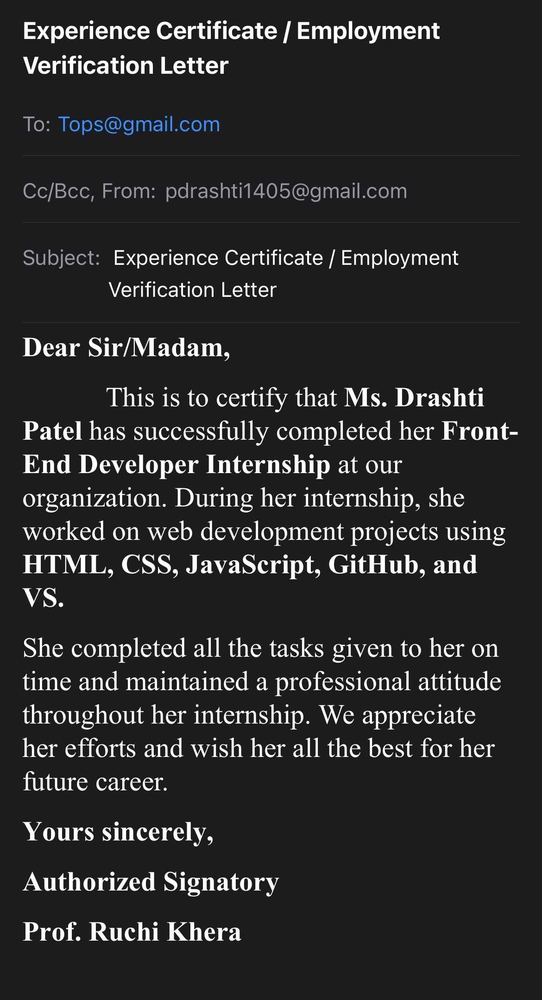 Experience Certificate / Employment
Verification Letter
To: Tops@gmail.com
Cc/Bcc, From: pdrashti1405@gmail.com
Subject: Experience Certificate / Employment
Verification Letter
Dear Sir/Madam,
This is to certify that Ms. Drashti
Patel has successfully completed her Front-
End Developer Internship at our
organization. During her internship, she
worked on web development projects using
HTML, CSS, JavaScript, GitHub, and
VS.
She completed all the tasks given to her on
time and maintained a professional attitude
throughout her internship. We appreciate
her efforts and wish her all the best for her
future career.
Yours sincerely,
Authorized Signatory
Prof. Ruchi Khera